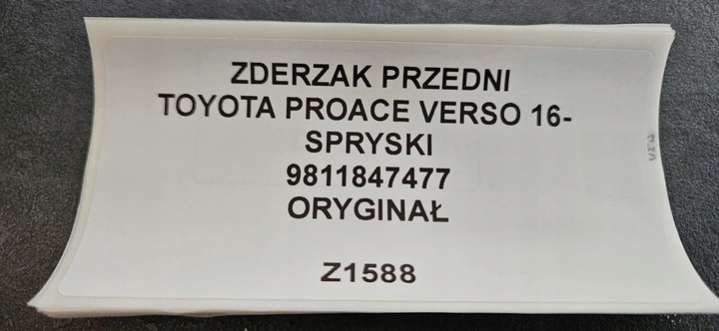 ZDERZAK PRZEDNI
TOYOTA PROACE VERSO 16-
SPRYSKI
9811847477
ORYGINAŁ
Z1588